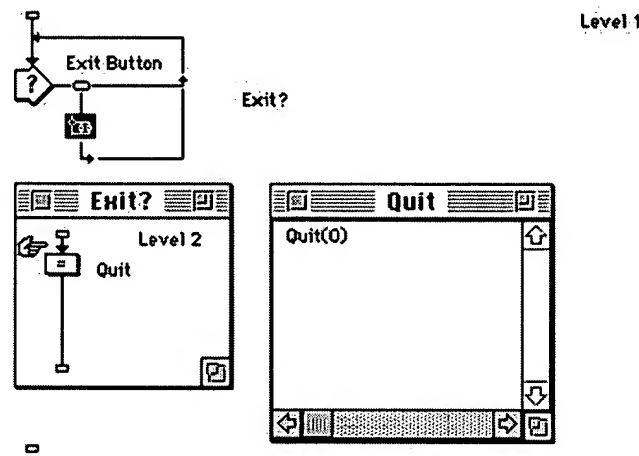 Level 1
Exit Button
?
Exit?
Exit?
Level 2
=
Quit
Quit
Quit(0)